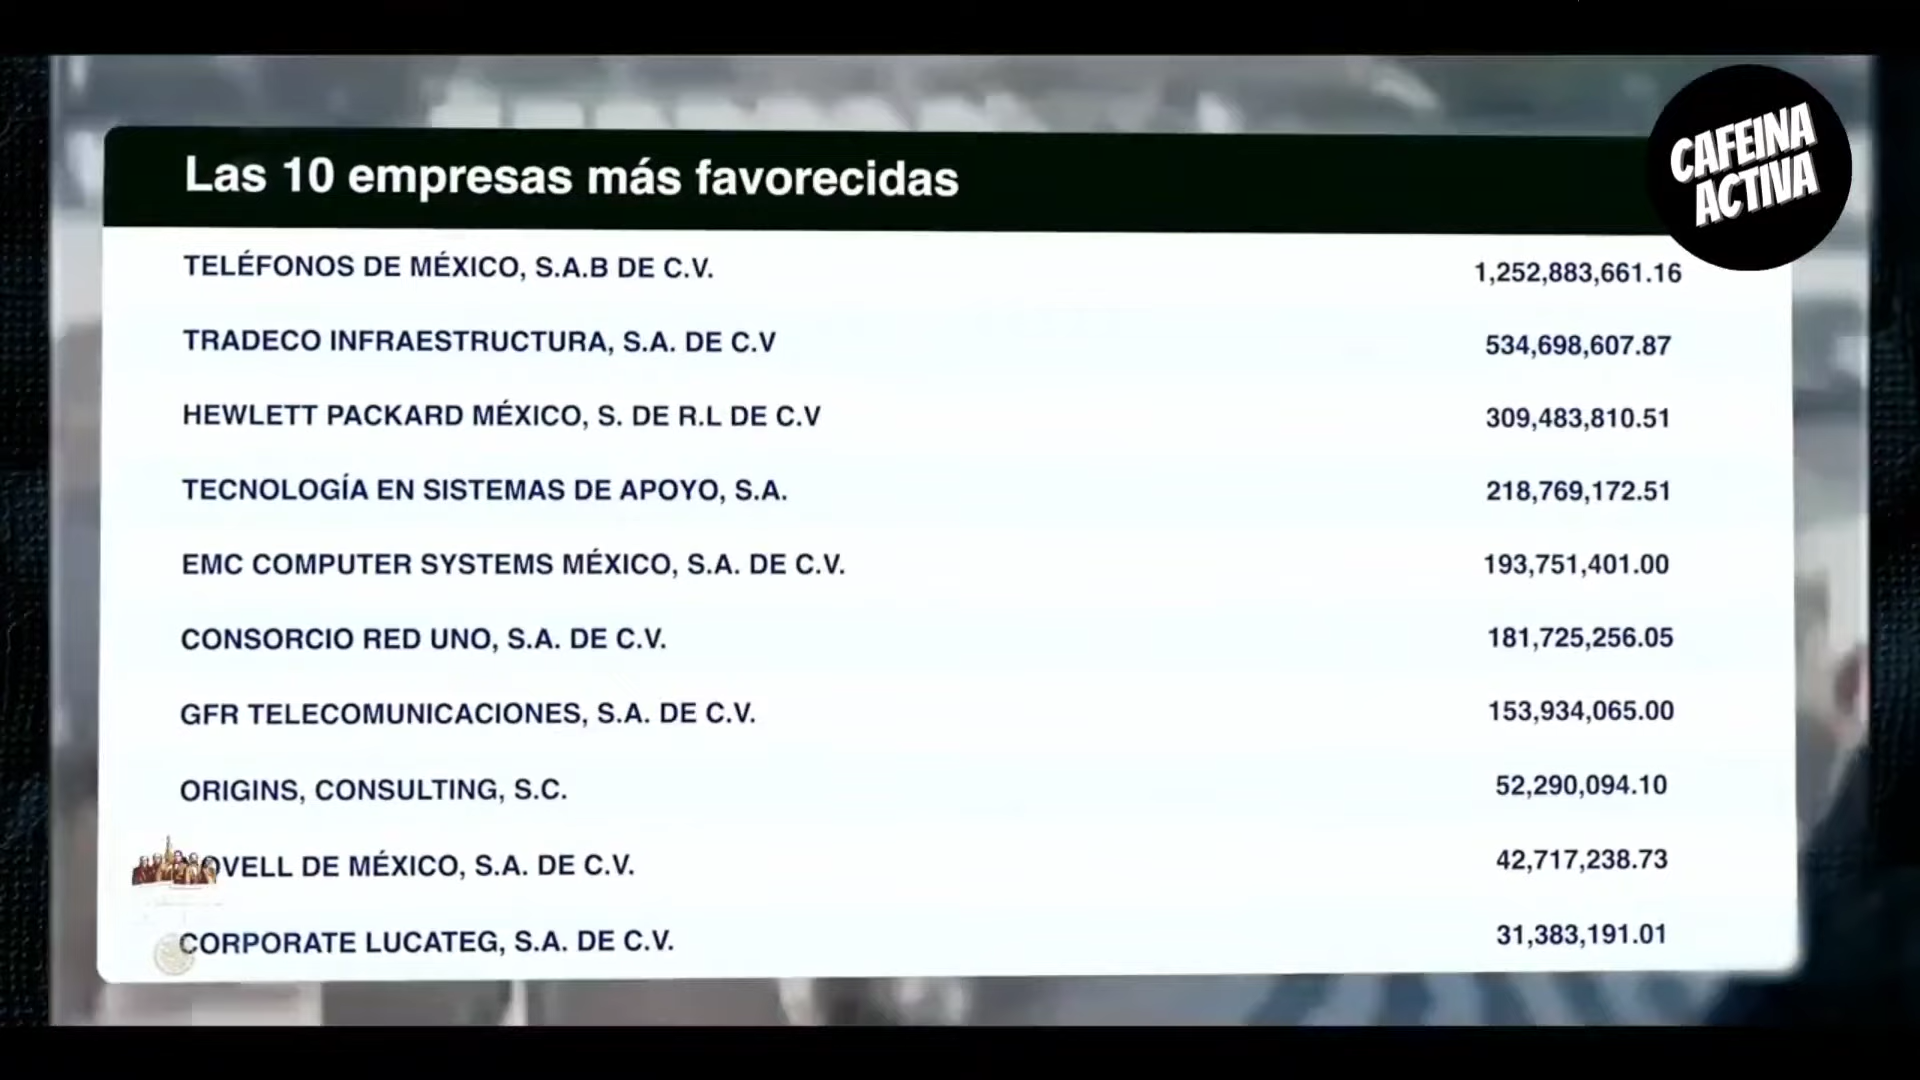 CAFEINA
ACTIVA
Las 10 empresas más favorecidas
TELÉFONOS DE MÉXICO, S.A.B DE C.V. 1,252,883,661.16
TRADECO INFRAESTRUCTURA, S.A. DE C.V 534,698,607.87
HEWLETT PACKARD MÉXICO, S. DE R.L DE C.V 309,483,810.51
TECNOLOGÍA EN SISTEMAS DE APOYO, S.A. 218,769,172.51
EMC COMPUTER SYSTEMS MÉXICO, S.A. DE C.V. 193,751,401.00
CONSORCIO RED UNO, S.A. DE C.V. 181,725,256.05
GFR TELECOMUNICACIONES, S.A. DE C.V. 153,934,065.00
ORIGINS, CONSULTING, S.C. 52,290,094.10
OVELL DE MÉXICO, S.A. DE C.V. 42,717,238.73
CORPORATE LUCATEG, S.A. DE C.V. 31,383,191.01